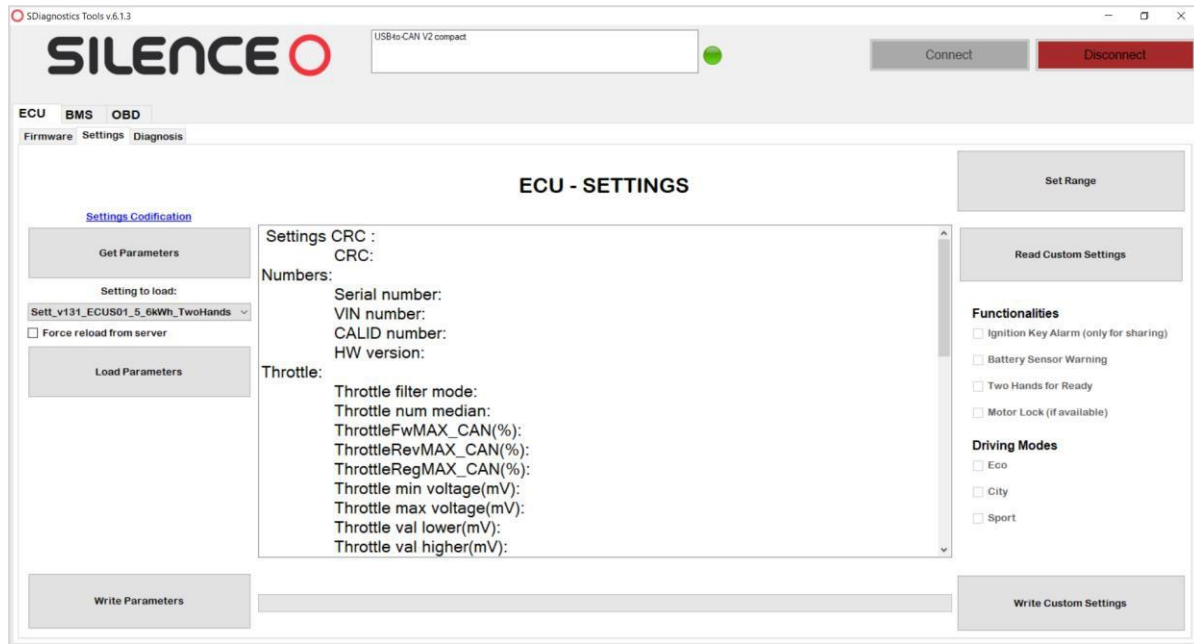 SDiagnostics Tools v.6.1.3
SILENCE
USB-to-CAN V2 compact
Connect
Disconnect
ECU BMS OBD
Firmware Settings Diagnosis
ECU - SETTINGS
Set Range
Settings Codification
Get Parameters
Setting to load:
Sett_v131_ECUS01_5_6kWh_TwoHands
Force reload from server
Load Parameters
Settings CRC :
CRC:
Numbers:
Serial number:
VIN number:
CALID number:
HW version:
Throttle:
Throttle filter mode:
Throttle num median:
ThrottleFwMAX_CAN(%):
ThrottleRevMAX_CAN(%):
ThrottleRegMAX_CAN(%):
Throttle min voltage(mV):
Throttle max voltage(mV):
Throttle val lower(mV):
Throttle val higher(mV):
Read Custom Settings
Functionalities
Ignition Key Alarm (only for sharing)
Battery Sensor Warning
Two Hands for Ready
Motor Lock (if available)
Driving Modes
Eco
City
Sport
Write Parameters
Write Custom Settings